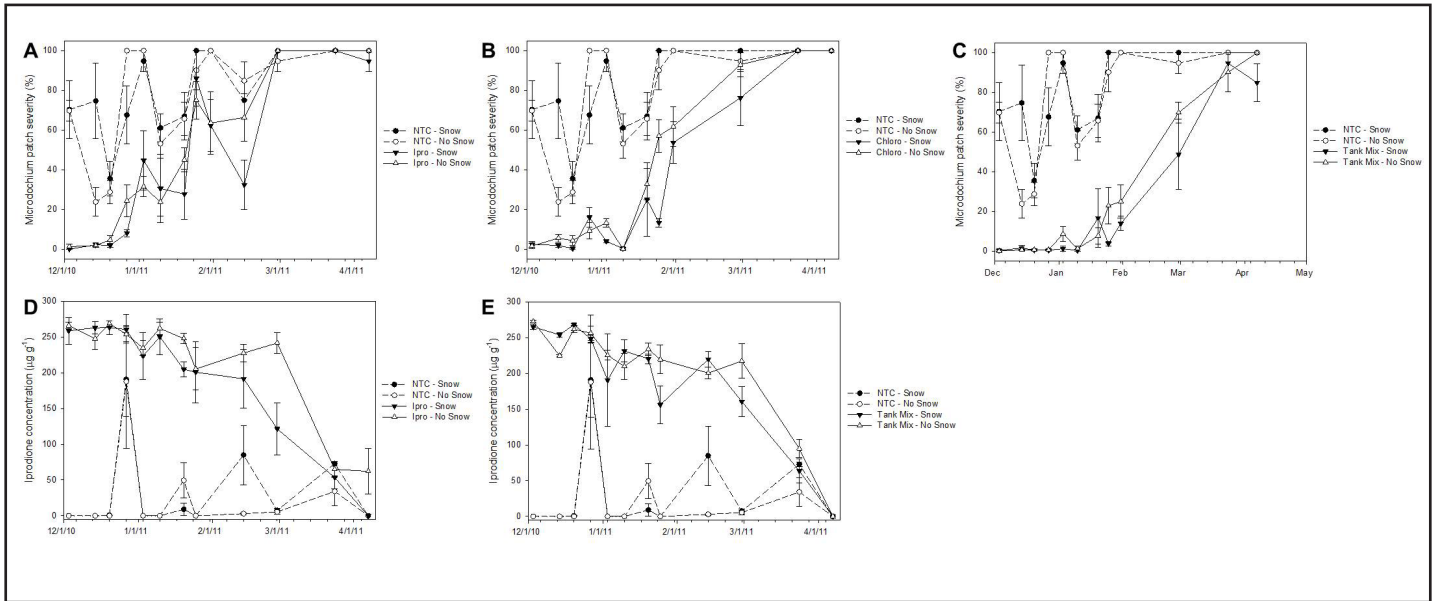 A
Microdochium patch severity (%)
100
80
60
40
20
0
12/1/10 1/1/11 2/1/11 3/1/11 4/1/11
NTC - Snow
NTC - No Snow
Ipro - Snow
Ipro - No Snow
B
Microdochium patch severity (%)
100
80
60
40
20
0
12/1/10 1/1/11 2/1/11 3/1/11 4/1/11
NTC - Snow
NTC - No Snow
Chloro - Snow
Chloro - No Snow
C
Microdochium patch severity (%)
100
80
60
40
20
0
Dec Jan Feb Mar Apr May
NTC - Snow
NTC - No Snow
Tank Mix - Snow
Tank Mix - No Snow
D
Iprodione concentration (µg g⁻¹)
300
250
200
150
100
50
0
12/1/10 1/1/11 2/1/11 3/1/11 4/1/11
NTC - Snow
NTC - No Snow
Ipro - Snow
Ipro - No Snow
E
Iprodione concentration (µg g⁻¹)
300
250
200
150
100
50
0
12/1/10 1/1/11 2/1/11 3/1/11 4/1/11
NTC - Snow
NTC - No Snow
Tank Mix - Snow
Tank Mix - No Snow